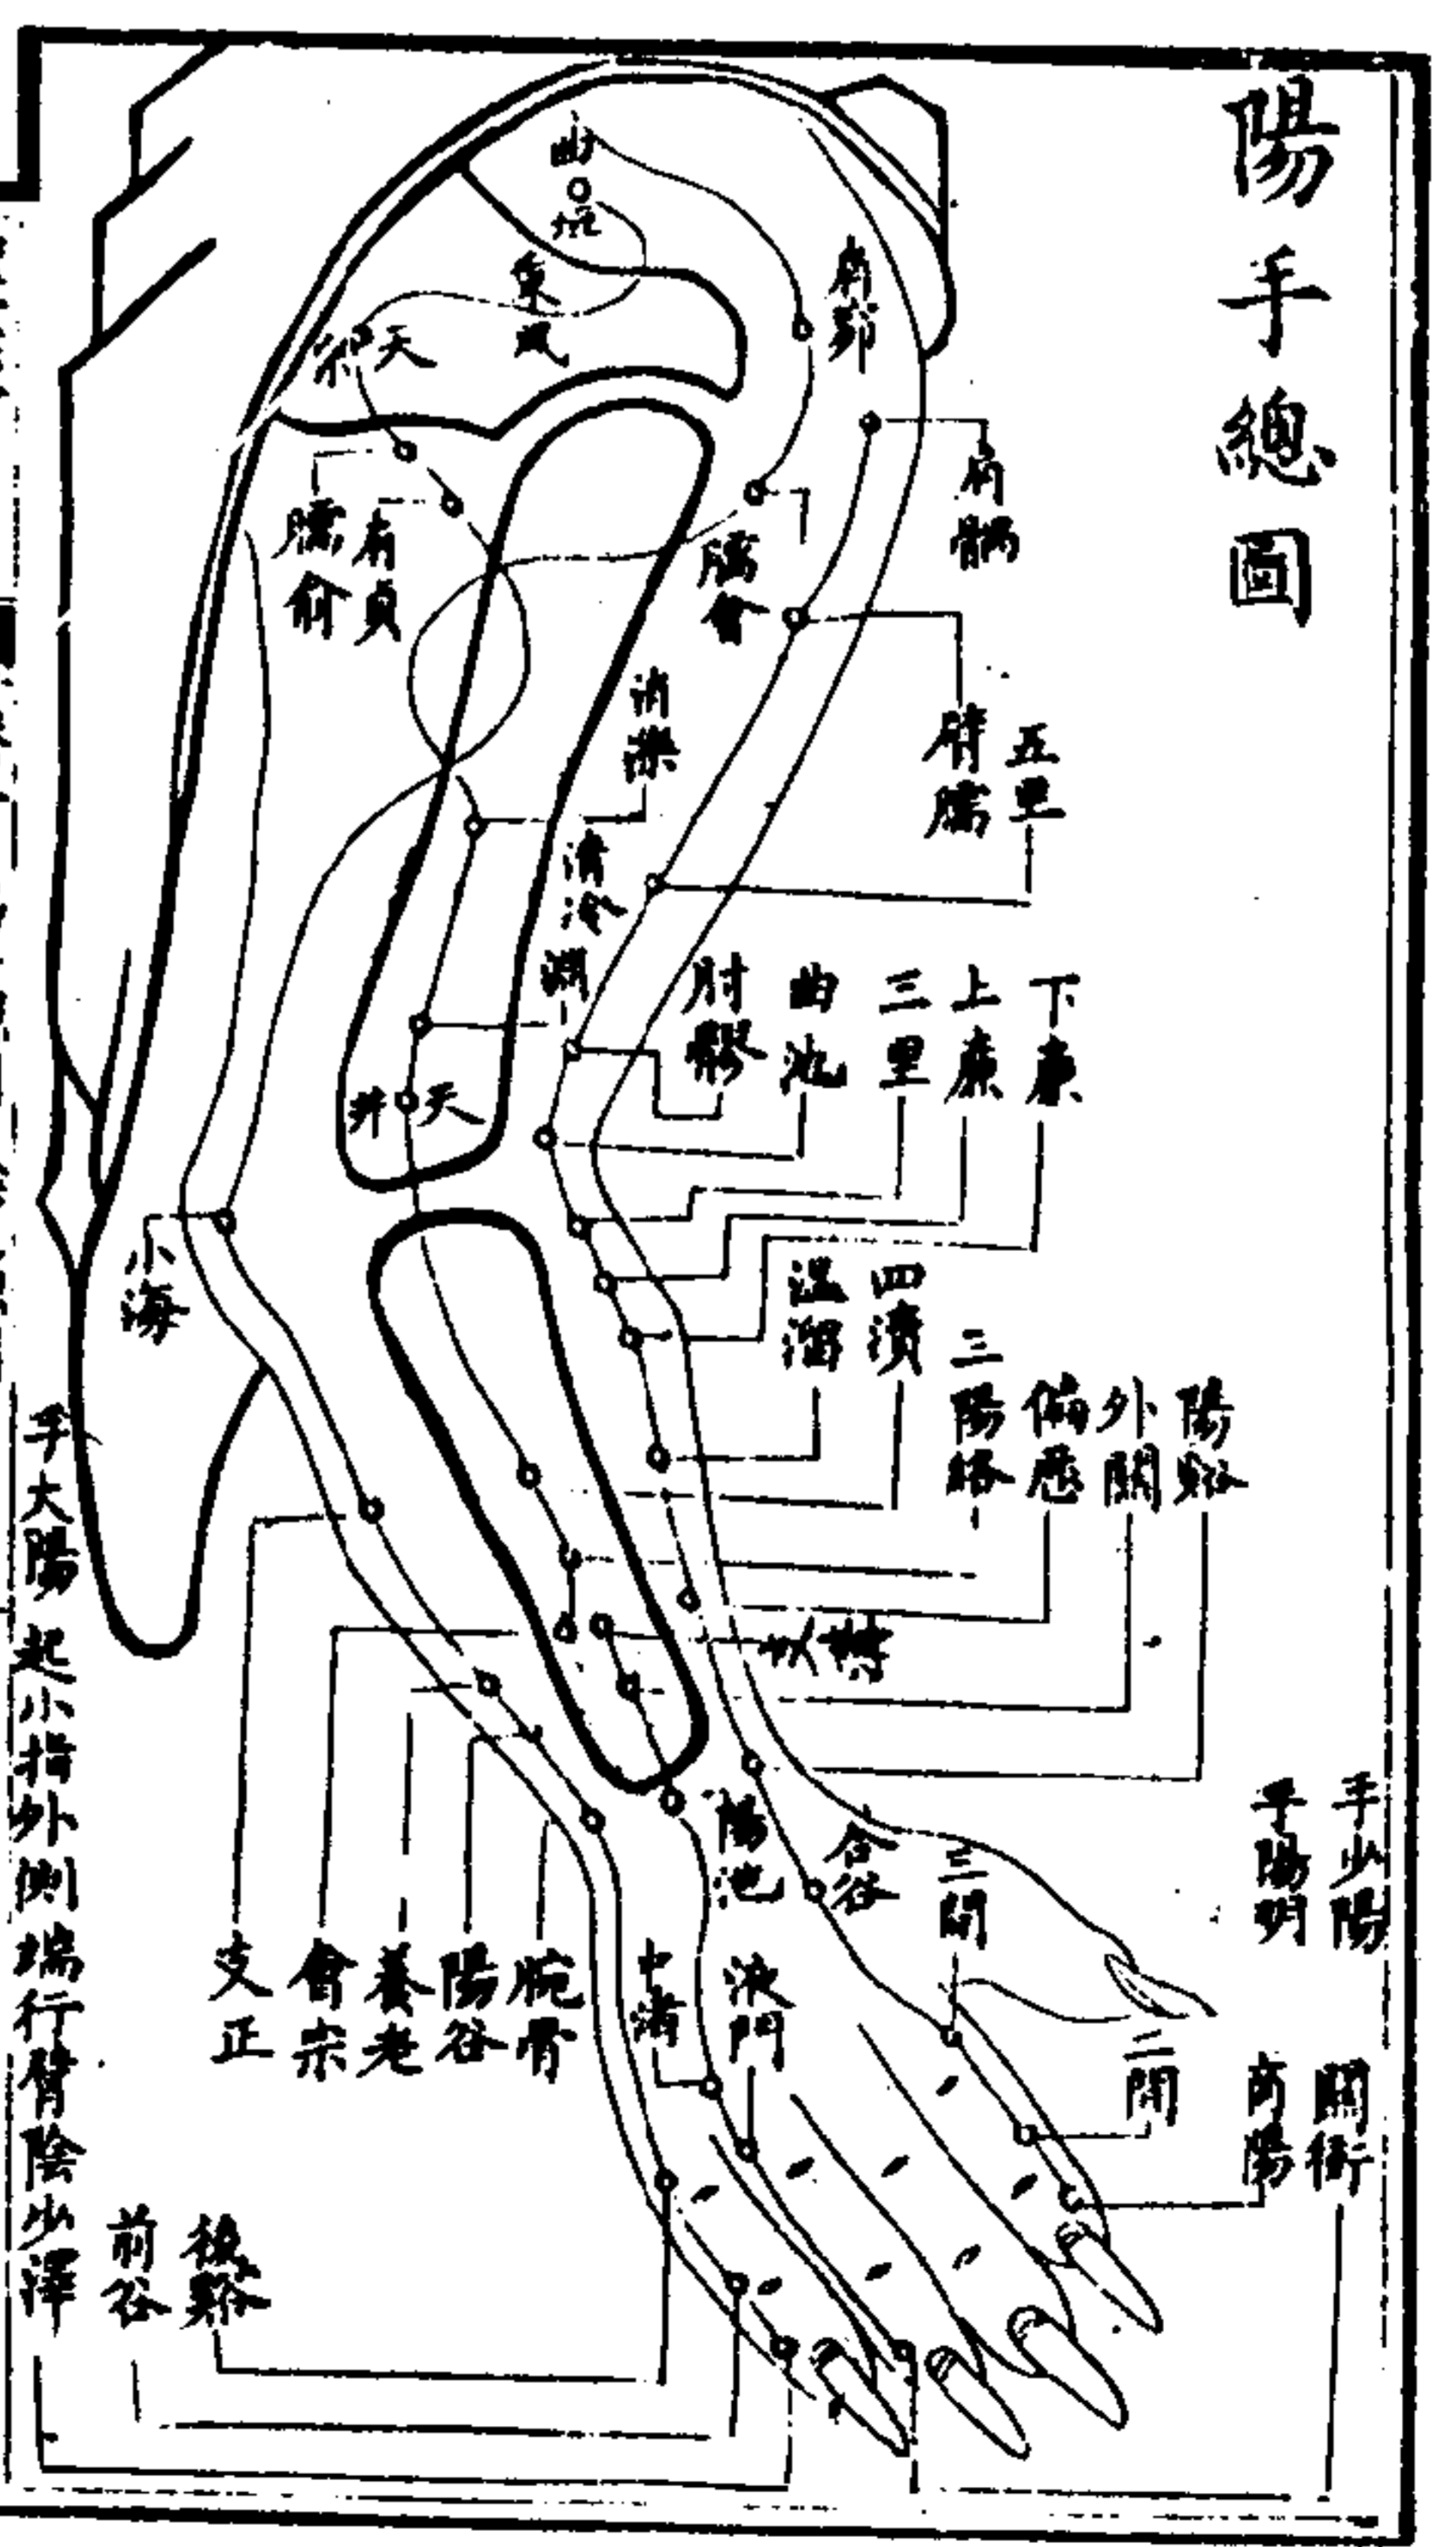 陽手總圖
手少陽
手陽明
關衝
商陽
二間
三間
合谷
陽谿
外關
偏歷
三陽絡
四瀆
溫溜
下廉
上廉
三里
曲池
肘髎
五里
臂臑
肩髃
臑會
消濼
清冷淵
天井
曲垣
秉風
天宗
臑俞
肩貞
小海
陽池
液門
中渚
腕骨
陽谷
養老
會宗
支正
後谿
前谷
手太陽起小指外側端行臂陰少澤